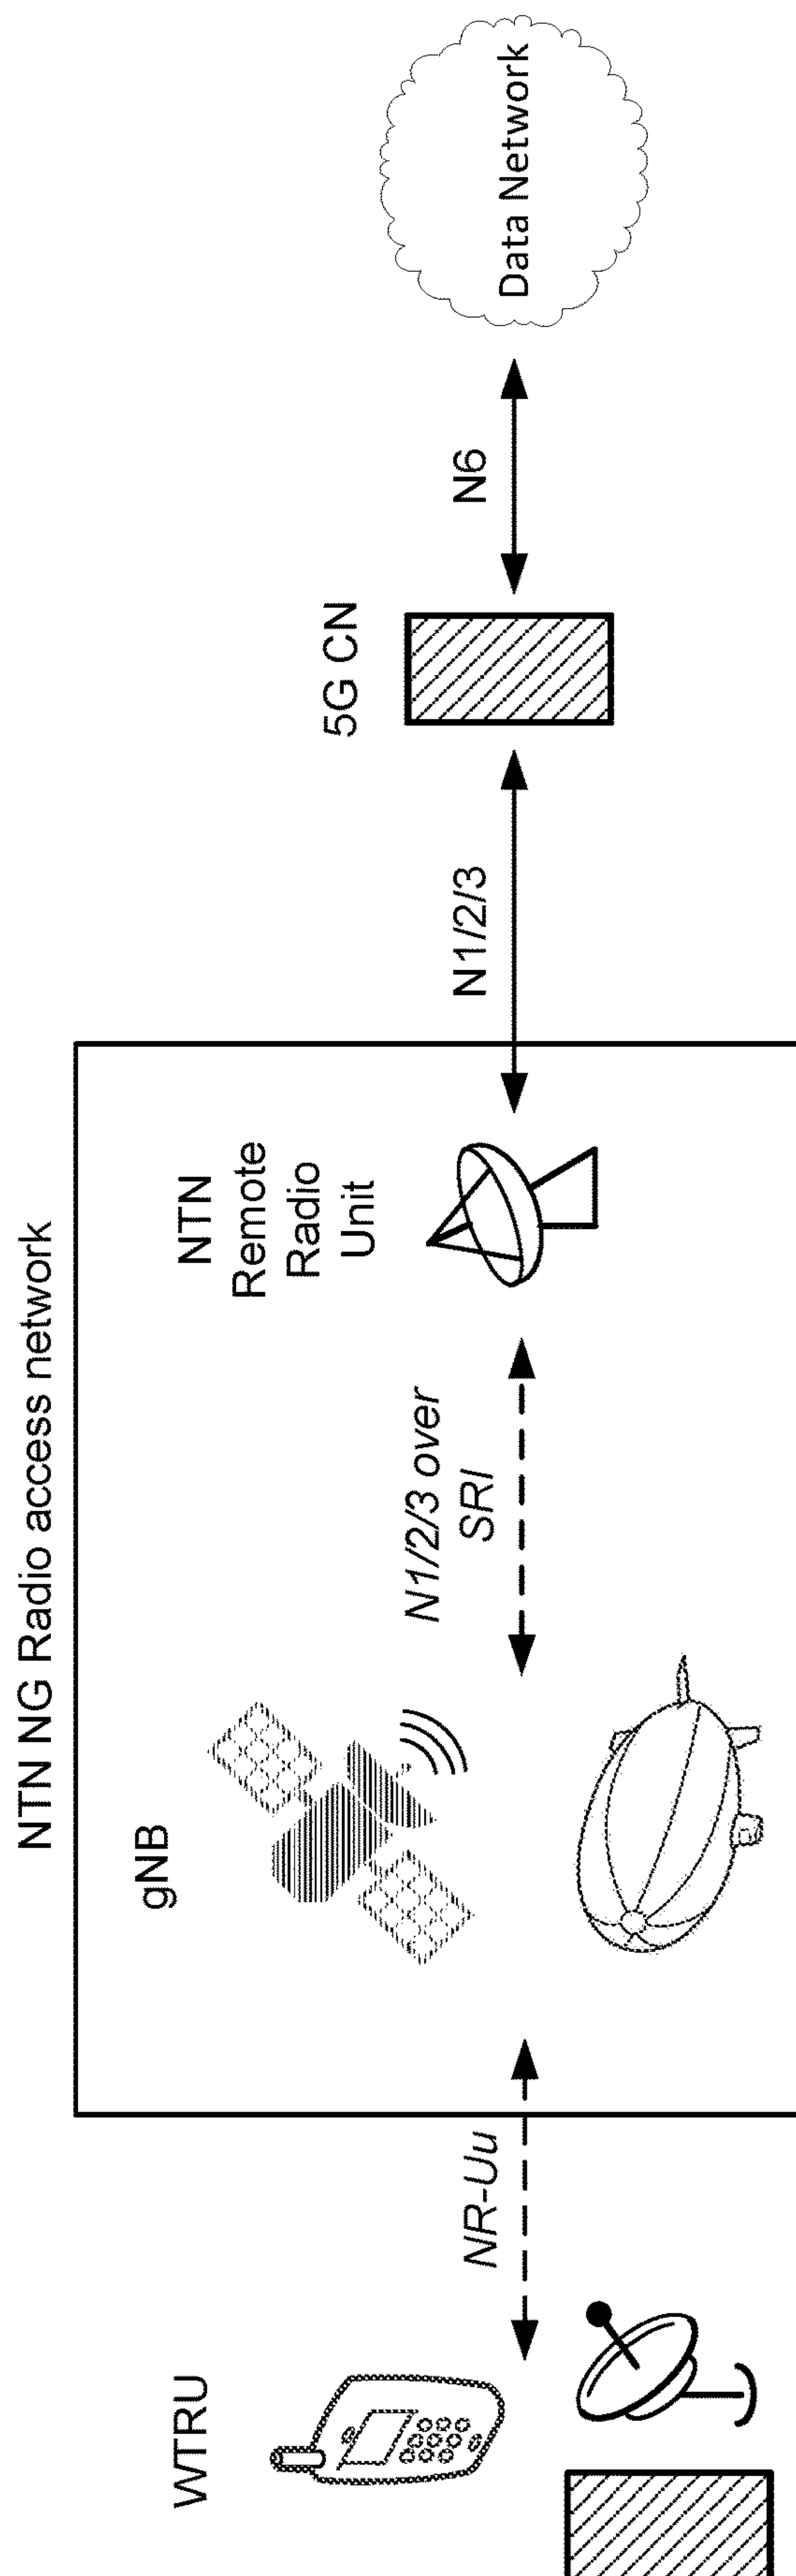 NTN NG Radio access network
WTRU
NR-Uu
gNB
N1/2/3 over
SRI
NTN
Remote
Radio
Unit
N1/2/3
5G CN
N6
Data Network